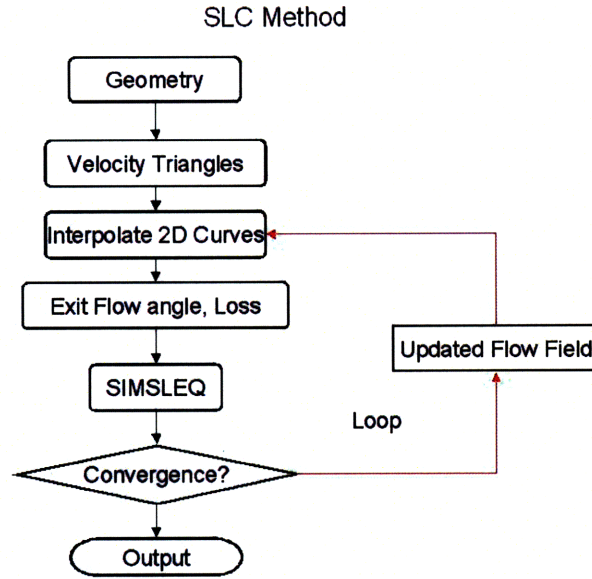 SLC Method
Geometry
Velocity Triangles
Interpolate 2D Curves
Exit Flow angle, Loss
Updated Flow Field
SIMSLEQ
Loop
Convergence?
Output